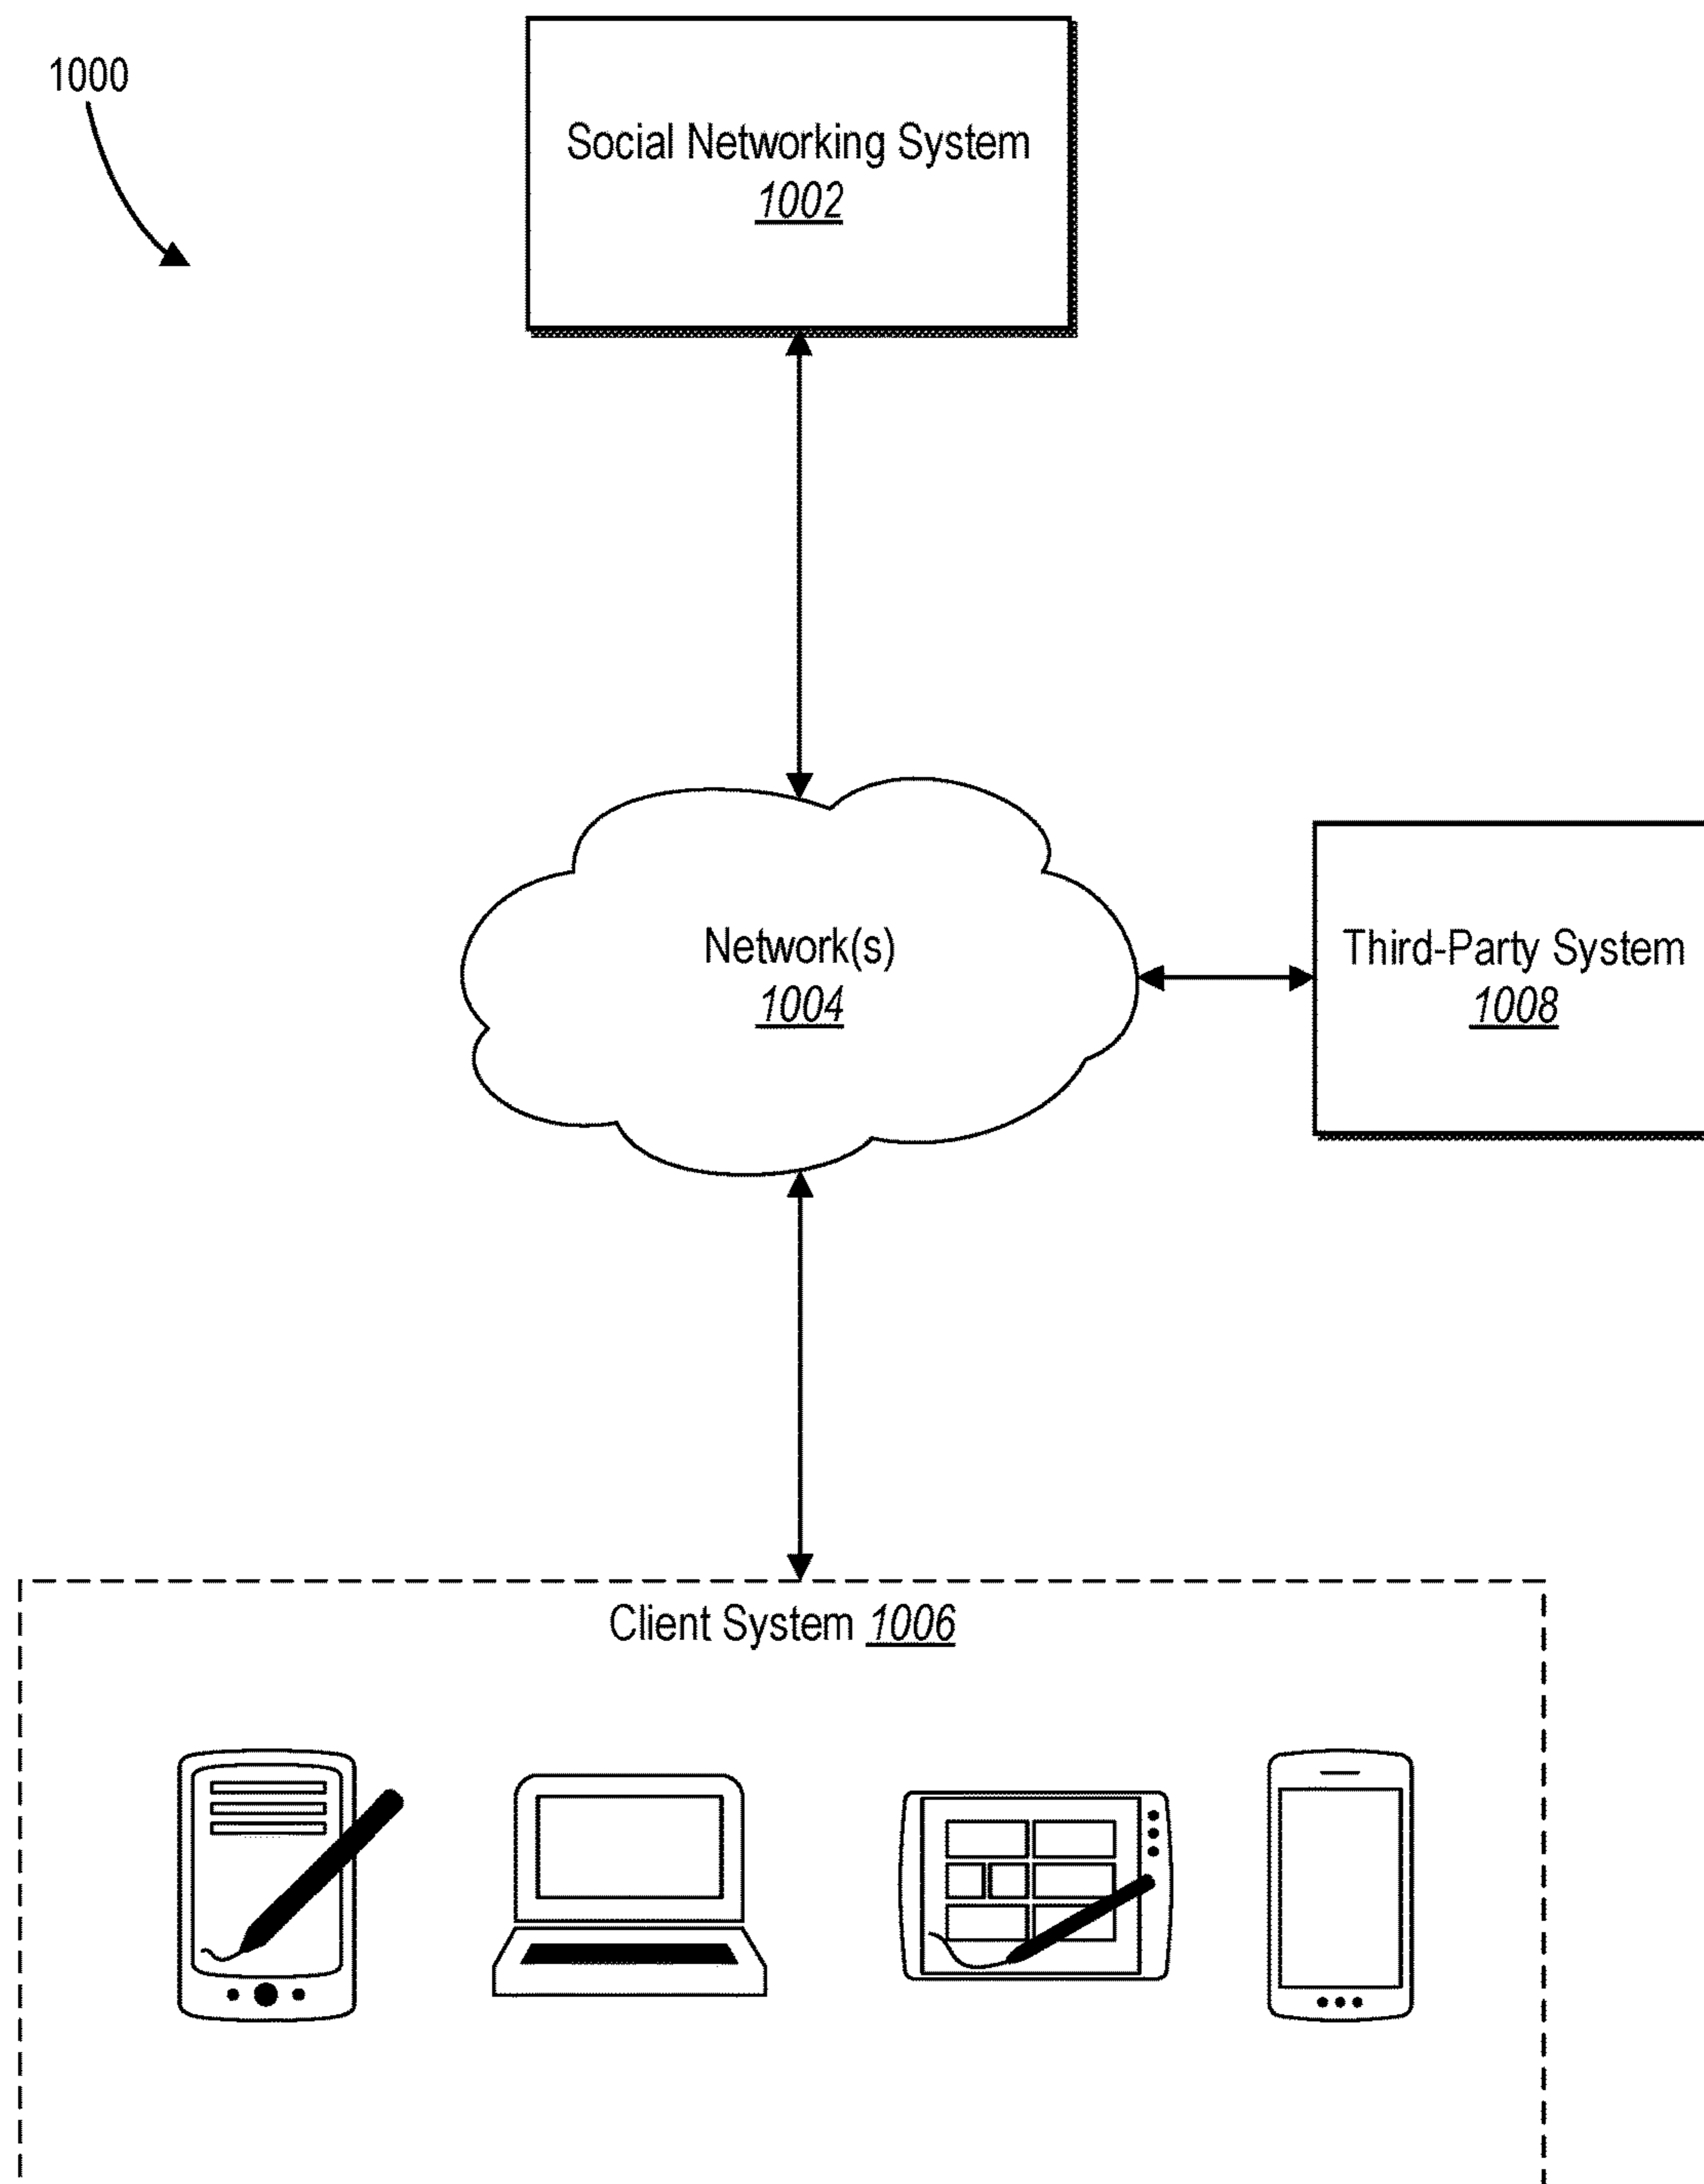 1000
Social Networking System
1002
Network(s)
1004
Third-Party System
1008
Client System 1006